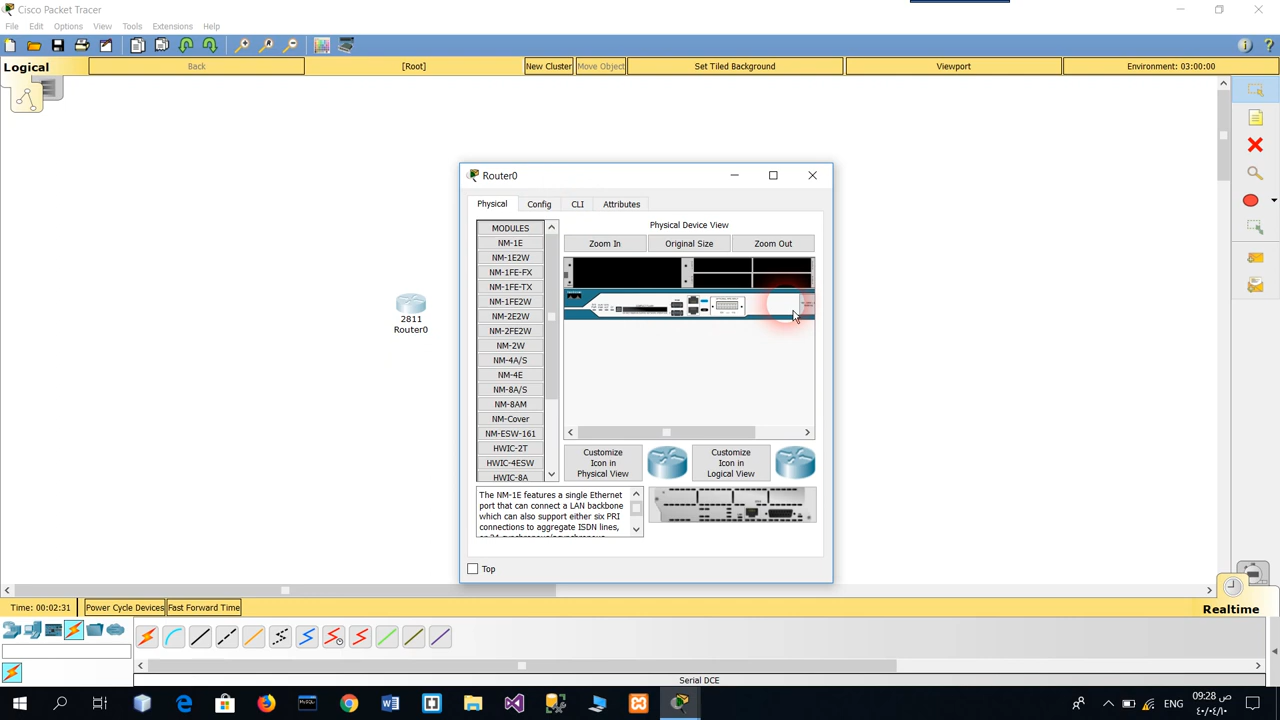 Cisco Packet Tracer
File Edit Options View Tools Extensions Help
Logical
Back
[Root]
New Cluster
Move Object
Set Tiled Background
Viewport
Environment: 03:00:00
Router0
Physical
Config
CLI
Attributes
MODULES
NM-1E
NM-1E2W
NM-1FE-FX
NM-1FE-TX
NM-1FE2W
NM-2E2W
NM-2FE2W
NM-2W
NM-4A/S
NM-4E
NM-8A/S
NM-8AM
NM-Cover
NM-ESW-161
HWIC-2T
HWIC-4ESW
HWIC-8A
Physical Device View
Zoom In
Original Size
Zoom Out
Customize
Icon in
Physical View
Customize
Icon in
Logical View
The NM-1E features a single Ethernet
port that can connect a LAN backbone
which can also support either six PRI
connections to aggregate ISDN lines,
Top
2811
Router0
Time: 00:02:31
Power Cycle Devices
Fast Forward Time
Realtime
Serial DCE
ENG
09:28 ص